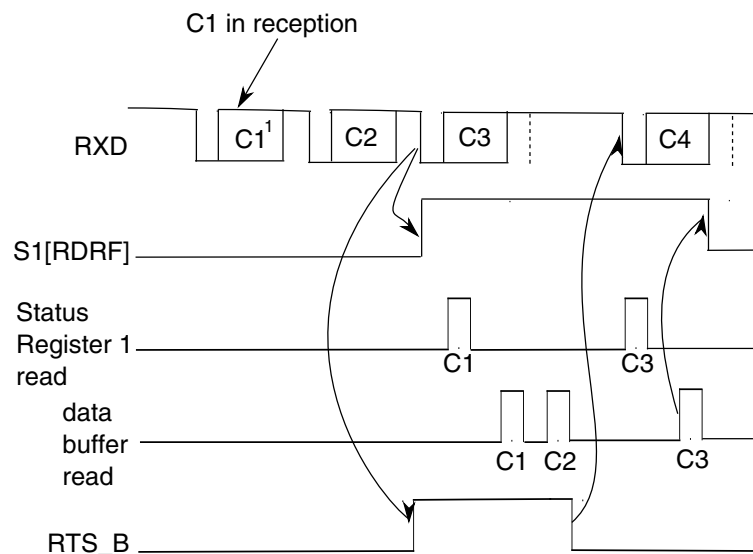 C1 in reception
RXD
C1¹
C2
C3
C4
S1[RDRF]
Status
Register 1
read
C1
C3
data
buffer
read
C1
C2
C3
RTS_B